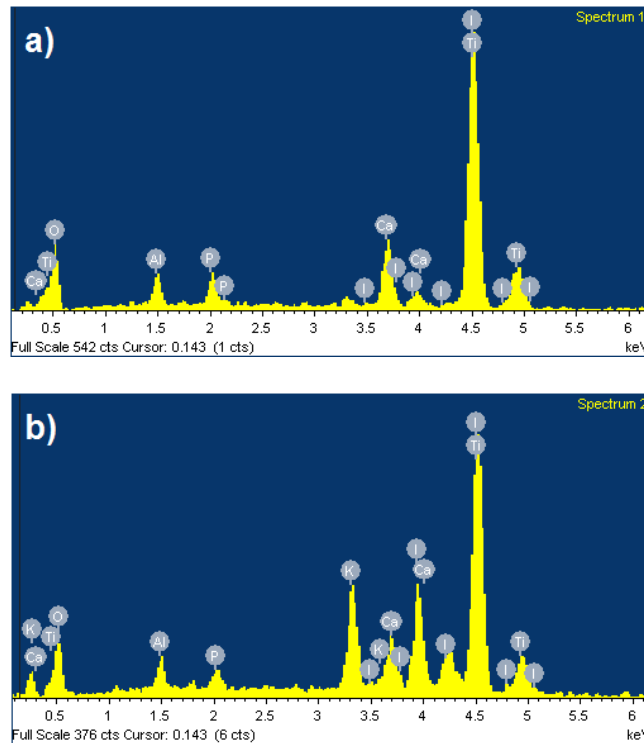 a)
Spectrum 1
I
Ti
O
Ti
Ca
Al
P
P
I
Ca
I
I
Ca
I
I
Ti
I
0.5 1 1.5 2 2.5 3 3.5 4 4.5 5 5.5 6
Full Scale 542 cts Cursor: 0.143 (1 cts) keV
b)
Spectrum 2
I
Ti
K
Ca
Ti
O
Al
P
K
I
K
Ca
I
I
Ca
I
I
Ti
I
0.5 1 1.5 2 2.5 3 3.5 4 4.5 5 5.5 6
Full Scale 376 cts Cursor: 0.143 (6 cts) keV